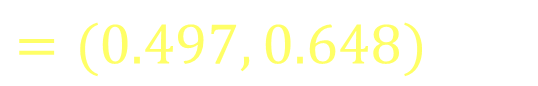 = (0.497, 0.648)